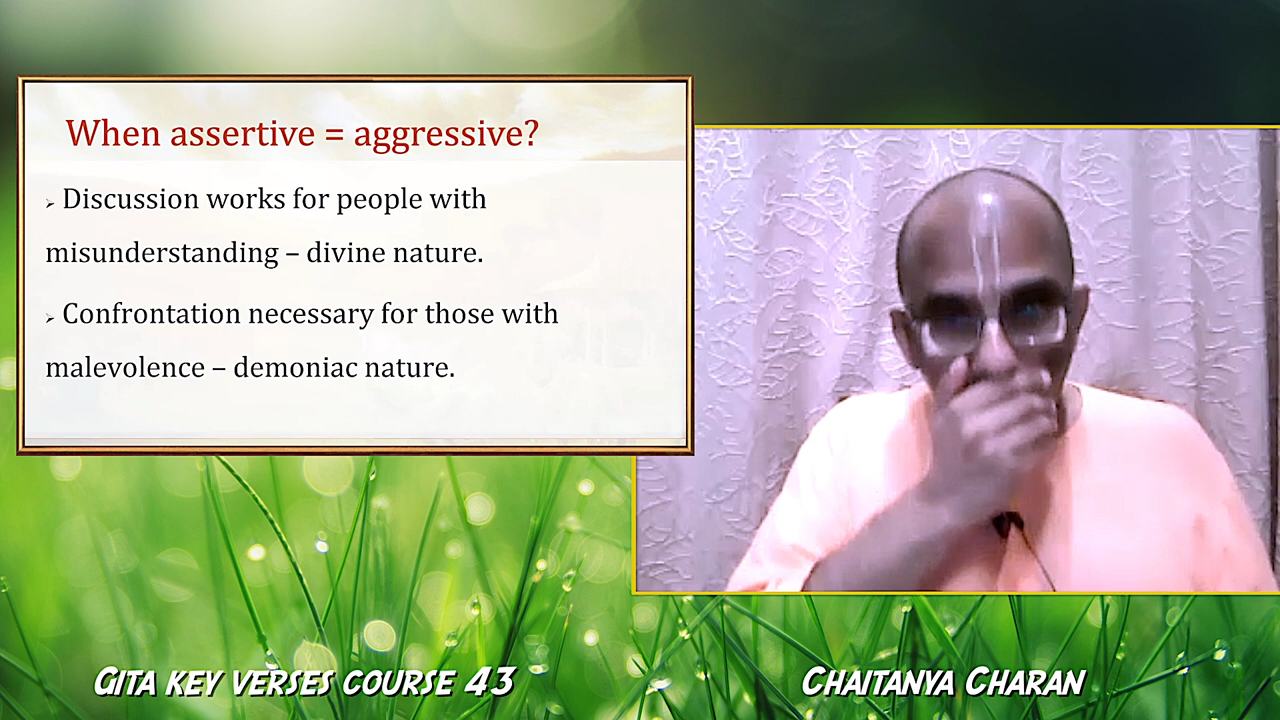 When assertive = aggressive?
➢ Discussion works for people with
misunderstanding – divine nature.
➢ Confrontation necessary for those with
malevolence – demoniac nature.
GITA KEY VERSES COURSE 43
CHAITANYA CHARAN